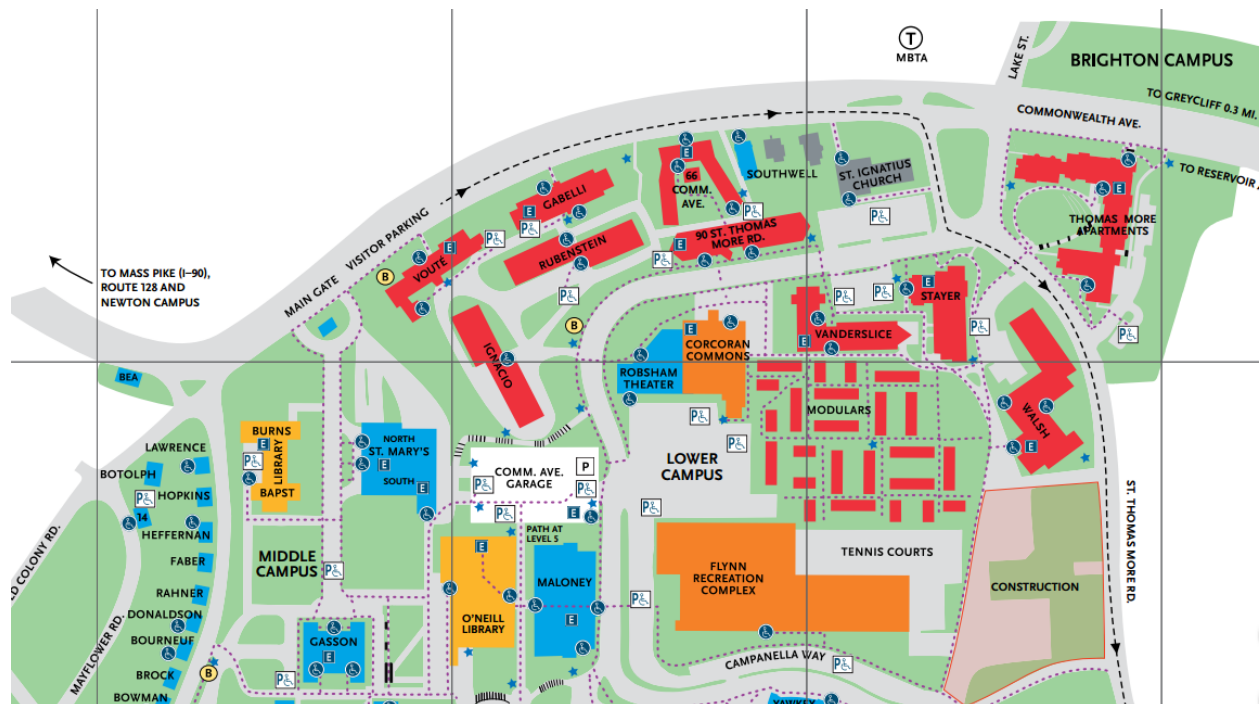 T
MBTA
LAKE ST.
BRIGHTON CAMPUS
TO GREYCLIFF 0.3 MI.
COMMONWEALTH AVE.
TO RESERVOIR
MAIN GATE VISITOR PARKING
TO MASS PIKE (I–90),
ROUTE 128 AND
NEWTON CAMPUS
B
VOUTÉ
E
GABELLI
E
P
RUBENSTEIN
E
66
COMM.
AVE.
SOUTHWELL
ST. IGNATIUS
CHURCH
P
E
90 ST. THOMAS
MORE RD.
E
THOMAS MORE
APARTMENTS
E
STAYER
VANDERSLICE
E
B
IGNACIO
E
CORCORAN
COMMONS
ROBSHAM
THEATER
MODULARS
WALSH
E
BEA
LAWRENCE
BOTOLPH
P
14
HOPKINS
HEFFERNAN
FABER
RAHNER
DONALDSON
BOURNEUF
BROCK
BOWMAN
B
MAYFLOWER RD.
D COLONY RD.
BURNS
E
LIBRARY
BAPST
NORTH
ST. MARY'S
E
SOUTH
E
COMM. AVE.
GARAGE
P
E
PATH AT
LEVEL 5
LOWER
CAMPUS
MIDDLE
CAMPUS
GASSON
E
E
O'NEILL
LIBRARY
MALONEY
E
FLYNN
RECREATION
COMPLEX
TENNIS COURTS
CONSTRUCTION
ST. THOMAS MORE RD.
CAMPANELLA WAY
P
YAWKEY